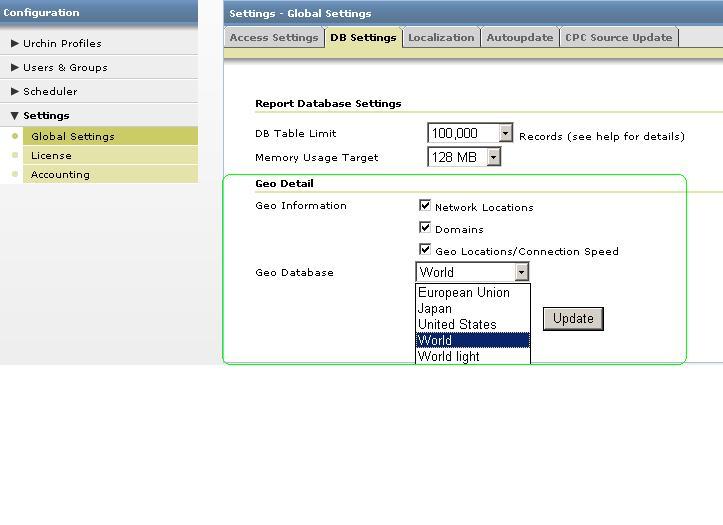 Configuration
Urchin Profiles
Users & Groups
Scheduler
Settings
Global Settings
License
Accounting
Settings - Global Settings
Access Settings DB Settings Localization Autoupdate CPC Source Update
Report Database Settings
DB Table Limit 100,000 Records (see help for details)
Memory Usage Target 128 MB
Geo Detail
Geo Information Network Locations
Domains
Geo Locations/Connection Speed
Geo Database World
European Union
Japan
United States
World
World light
Update